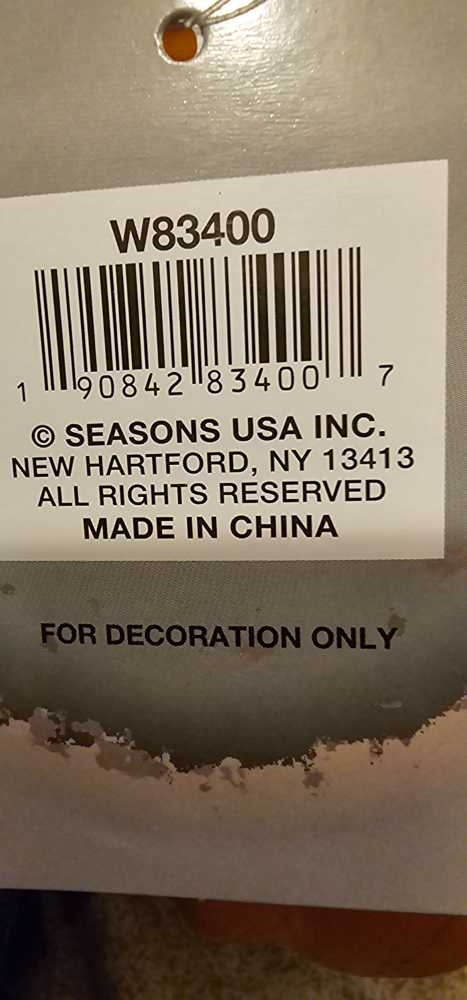 W83400
1 90842 83400 7
© SEASONS USA INC.
NEW HARTFORD, NY 13413
ALL RIGHTS RESERVED
MADE IN CHINA
FOR DECORATION ONLY